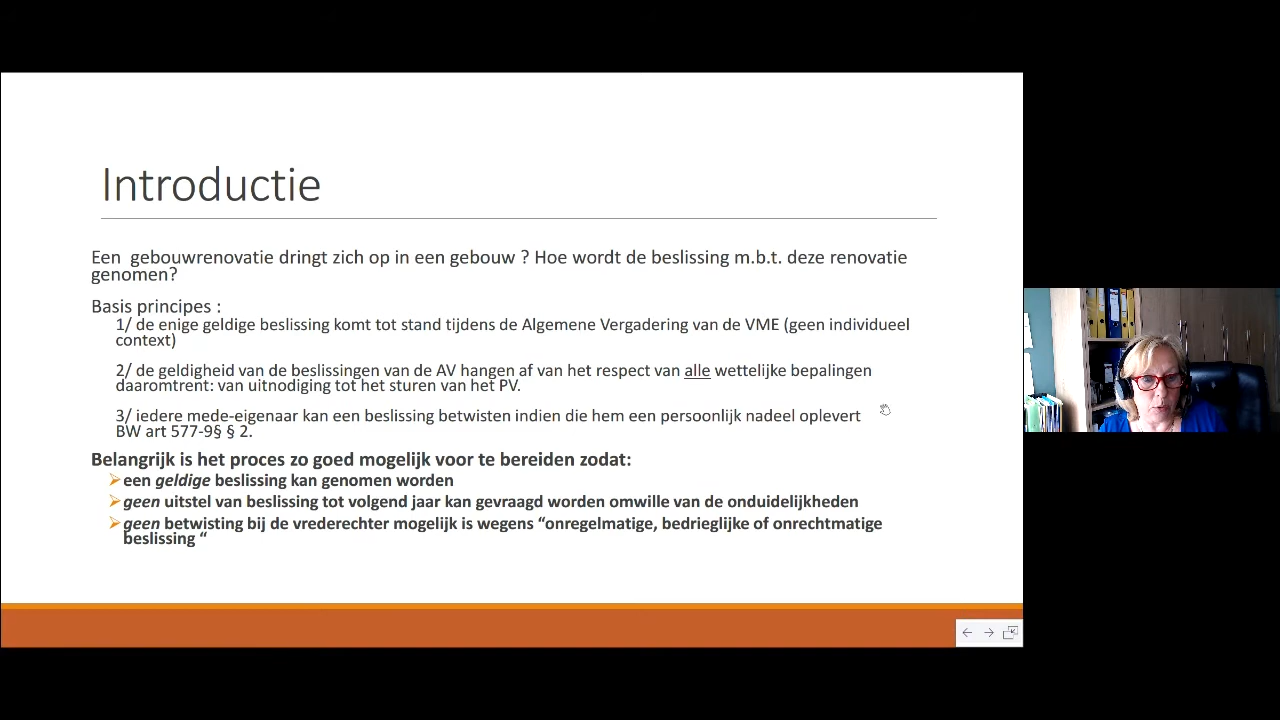 Introductie
Een gebouwrenovatie dringt zich op in een gebouw ? Hoe wordt de beslissing m.b.t. deze renovatie
genomen?
Basis principes :
1/ de enige geldige beslissing komt tot stand tijdens de Algemene Vergadering van de VME (geen individueel
context)
2/ de geldigheid van de beslissingen van de AV hangen af van het respect van alle wettelijke bepalingen
daaromtrent: van uitnodiging tot het sturen van het PV.
3/ iedere mede-eigenaar kan een beslissing betwisten indien die hem een persoonlijk nadeel oplevert
BW art 577-9§ § 2.
Belangrijk is het proces zo goed mogelijk voor te bereiden zodat:
een geldige beslissing kan genomen worden
geen uitstel van beslissing tot volgend jaar kan gevraagd worden omwille van de onduidelijkheden
geen betwisting bij de vrederechter mogelijk is wegens “onregelmatige, bedrieglijke of onrechtmatige
beslissing “